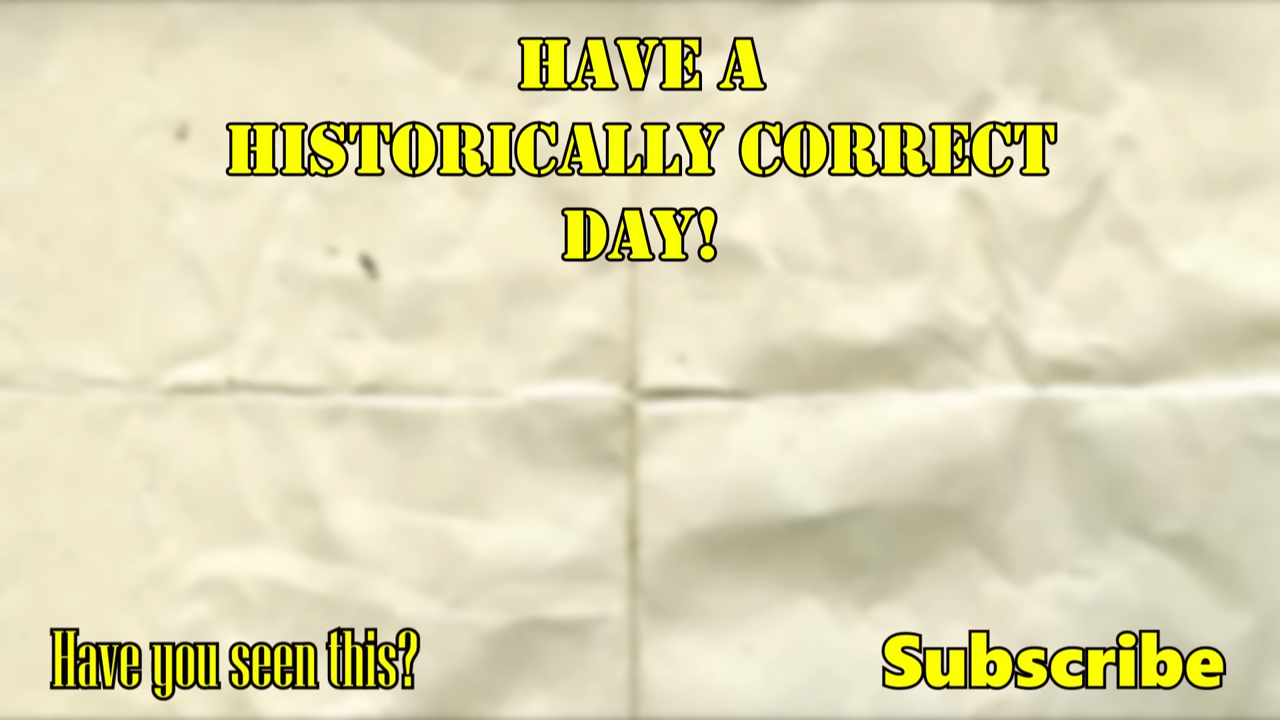 HAVE A
HISTORICALLY CORRECT
DAY!
Have you seen this?
Subscribe